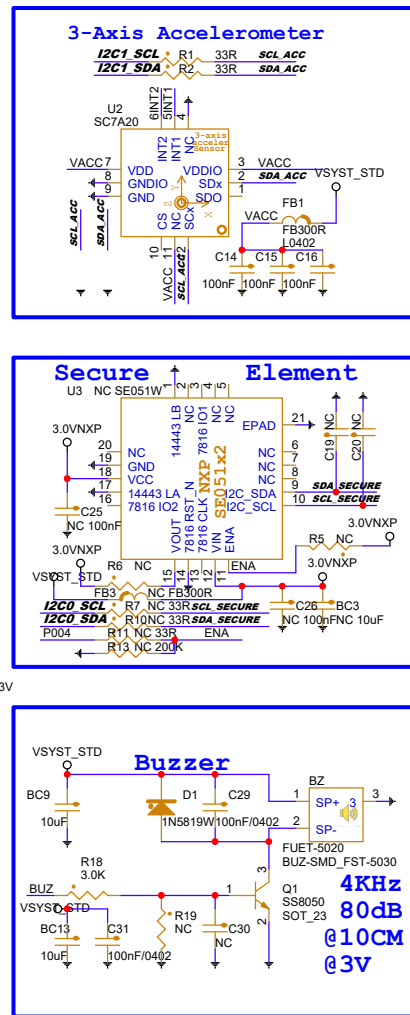 3-Axis Accelerometer
I2C1_SCL R1 33R SCL_ACC
I2C1_SDA R2 33R SDA_ACC
U2
SC7A20
6 INT2
5 INT1
4
3-axis
acceler
Sensor
INT2 INT1 NC
VACC 7 VDD VDDIO 3 VACC
8 GNDIO SDx 2 SDA_ACC
9 GND SDO 1
VSYST_STD
Z Y X
CS NC SCx
10 11 12
VACC
SCL_ACC
SCL_ACC
SDA_ACC
FB1
VACC
FB300R
L0402
C14 C15 C16
100nF 100nF 100nF
Secure Element
U3 NC SE051W
1 2 3 4 5
14443 LB
NC
7816 IO1
NC
NC
EPAD 21
3.0VNXP
20 NC NC 6
19 GND NC 7
18 VCC NC 8
17 14443 LA I2C_SDA 9 SDA_SECURE
16 7816 IO2 I2C_SCL 10 SCL_SECURE
NXP
SE051x2
C19 NC
C20 NC
C25
NC 100nF
VOUT
7816 RST_N
7816 CLK
VIN
ENA
15 14 13 12 11
ENA
R5 NC
3.0VNXP
3.0VNXP
R6 NC
3.0VNXP
VSYST_STD
FB3 NC FB300R
I2C0_SCL R7 NC 33R SCL_SECURE
I2C0_SDA R10 NC 33R SDA_SECURE
P004 R11 NC 33R ENA
R13 NC 200K
C26 BC3
NC 100nF NC 10uF
3V
Buzzer
VSYST_STD
BC9
10uF
D1
1N5819W
C29
100nF/0402
BZ
1 SP+ 3 3
2 SP-
FUET-5020
BUZ-SMD_FST-5030
R18
3.0K
BUZ
VSYST_STD
BC13
10uF
C31
100nF/0402
R19
NC
C30
NC
1
3
2
Q1
SS8050
SOT_23
4KHz
80dB
@10CM
@3V